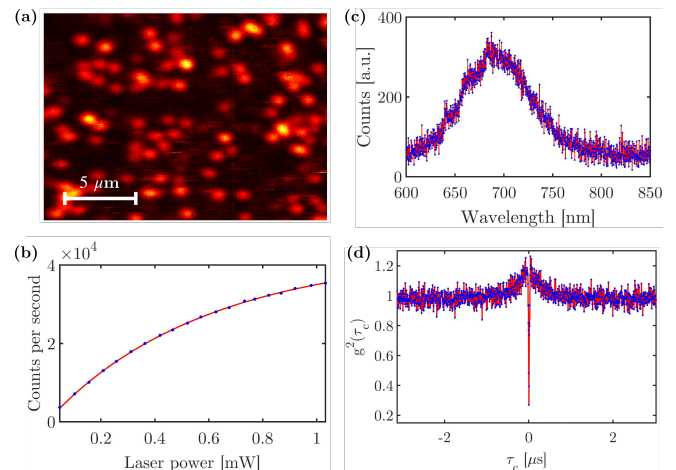 (a)
5 μm
(b)
×10⁴
4
2
0
Counts per second
0.2
0.4
0.6
0.8
1
Laser power [mW]
(c)
400
200
0
Counts [a.u.]
600
650
700
750
800
850
Wavelength [nm]
(d)
1.2
1
0.8
0.6
0.4
0.2
g²(τc)
-2
0
2
τc [μs]